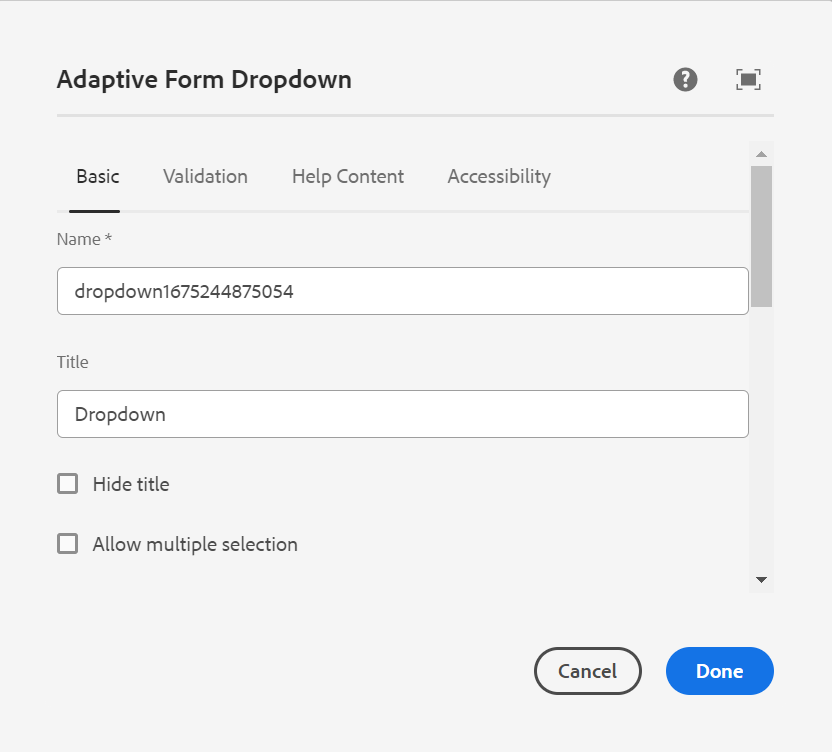 Adaptive Form Dropdown
Basic Validation Help Content Accessibility
Name *
dropdown1675244875054
Title
Dropdown
Hide title
Allow multiple selection
Cancel Done